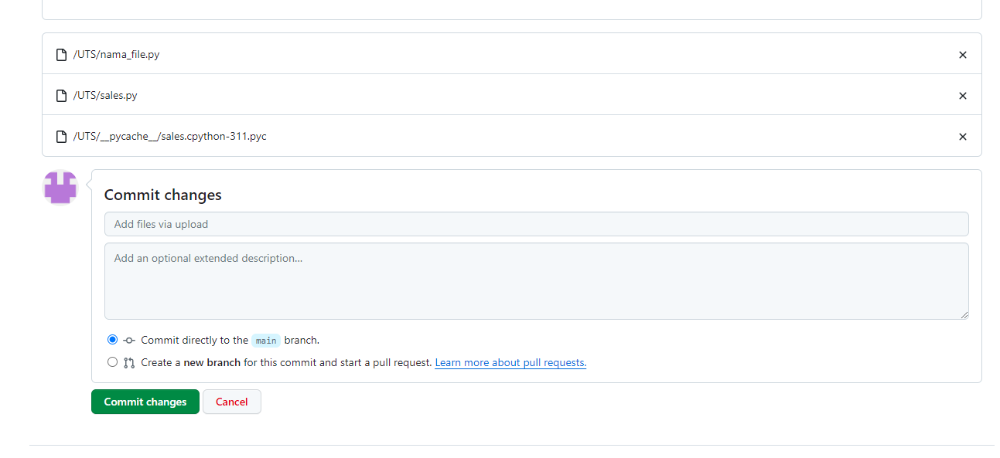 /UTS/nama_file.py
/UTS/sales.py
/UTS/__pycache__/sales.cpython-311.pyc
Commit changes
Add files via upload
Add an optional extended description...
Commit directly to the main branch.
Create a new branch for this commit and start a pull request. Learn more about pull requests.
Commit changes Cancel